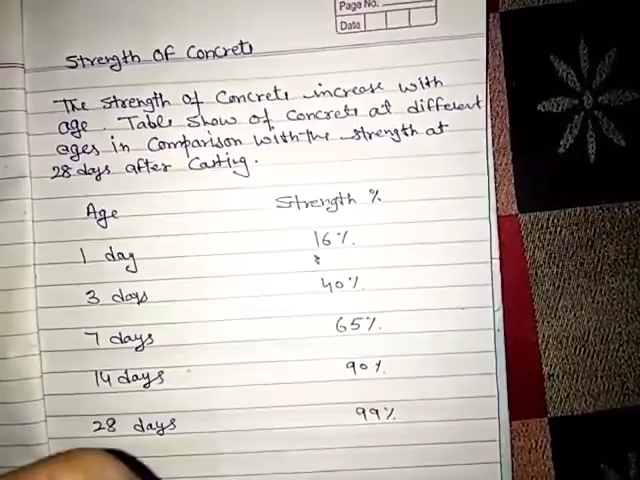 Page No.
Data
Strength Of Concrete
The Strength of Concrete increase with
age. Table Show of Concrete at different
ages in Comparison with the strength at
28 days after Casting.
Age Strength %
1 day 16%.
3 days 40%.
7 days 65%.
14 days 90%.
28 days 99%